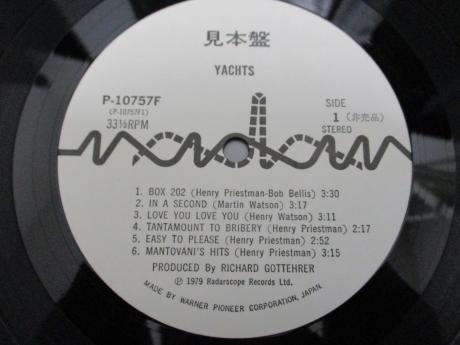 見本盤
YACHTS
P-10757F
(P-10757F1)
33⅓RPM
SIDE
1 (非売品)
STEREO
1. BOX 202 (Henry Priestman-Bob Bellis) 3:30
2. IN A SECOND (Martin Watson) 3:17
3. LOVE YOU LOVE YOU (Henry Watson) 3:11
4. TANTAMOUNT TO BRIBERY (Henry Priestman) 3:17
5. EASY TO PLEASE (Henry Priestman) 2:52
6. MANTOVANI'S HITS (Henry Priestman) 3:15
PRODUCED By RICHARD GOTTEHRER
℗ 1979 Radarscope Records Ltd.
MADE BY WARNER PIONEER CORPORATION, JAPAN.